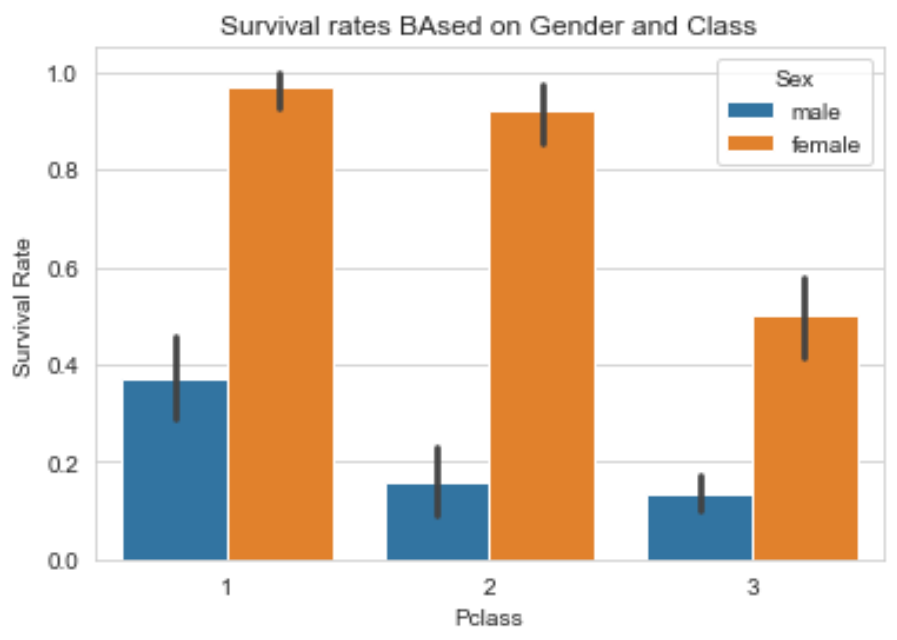 Survival rates BAsed on Gender and Class
Sex
male
female
Survival Rate
1.0
0.8
0.6
0.4
0.2
0.0
1 2 3
Pclass